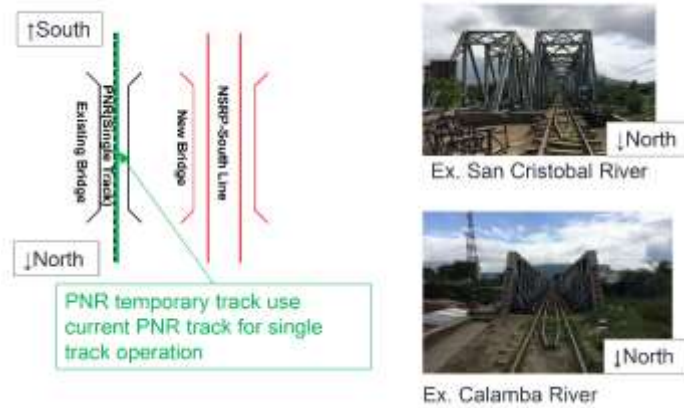 ↑South
Existing Bridge
PNR(Single Track)
New Bridge
NSRP-South Line
↓North
PNR temporary track use
current PNR track for single
track operation
↓North
Ex. San Cristobal River
↓North
Ex. Calamba River